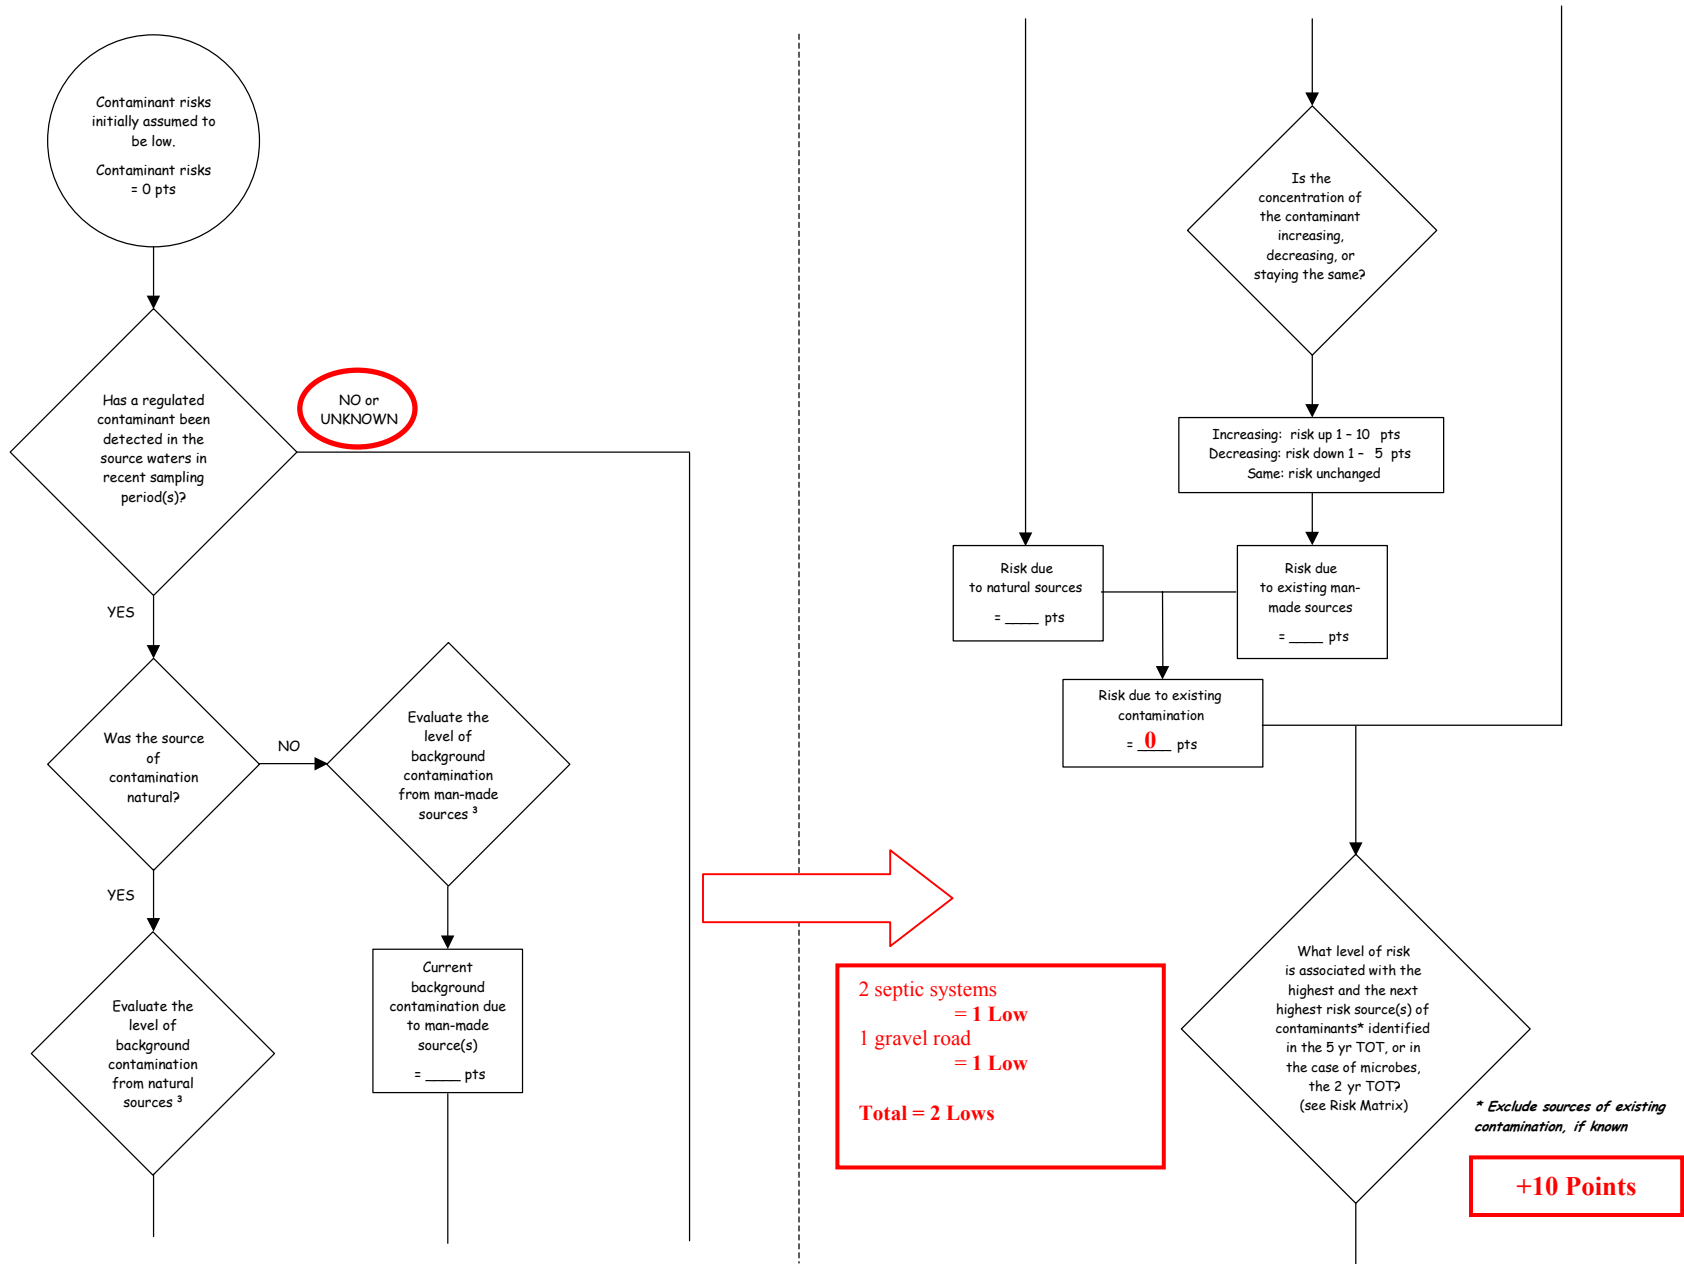 Contaminant risks
initially assumed to
be low.
Contaminant risks
= 0 pts
Has a regulated
contaminant been
detected in the
source waters in
recent sampling
period(s)?
NO or
UNKNOWN
YES
Was the source
of
contamination
natural?
NO
Evaluate the
level of
background
contamination
from man-made
sources ³
YES
Evaluate the
level of
background
contamination
from natural
sources ³
Current
background
contamination due
to man-made
source(s)
= ____ pts
Is the
concentration of
the contaminant
increasing,
decreasing, or
staying the same?
Increasing: risk up 1 – 10 pts
Decreasing: risk down 1 – 5 pts
Same: risk unchanged
Risk due
to natural sources
= ____ pts
Risk due
to existing man-
made sources
= ____ pts
Risk due to existing
contamination
= 0 pts
2 septic systems
= 1 Low
1 gravel road
= 1 Low
Total = 2 Lows
What level of risk
is associated with the
highest and the next
highest risk source(s) of
contaminants* identified
in the 5 yr TOT, or in
the case of microbes,
the 2 yr TOT?
(see Risk Matrix)
* Exclude sources of existing
contamination, if known
+10 Points